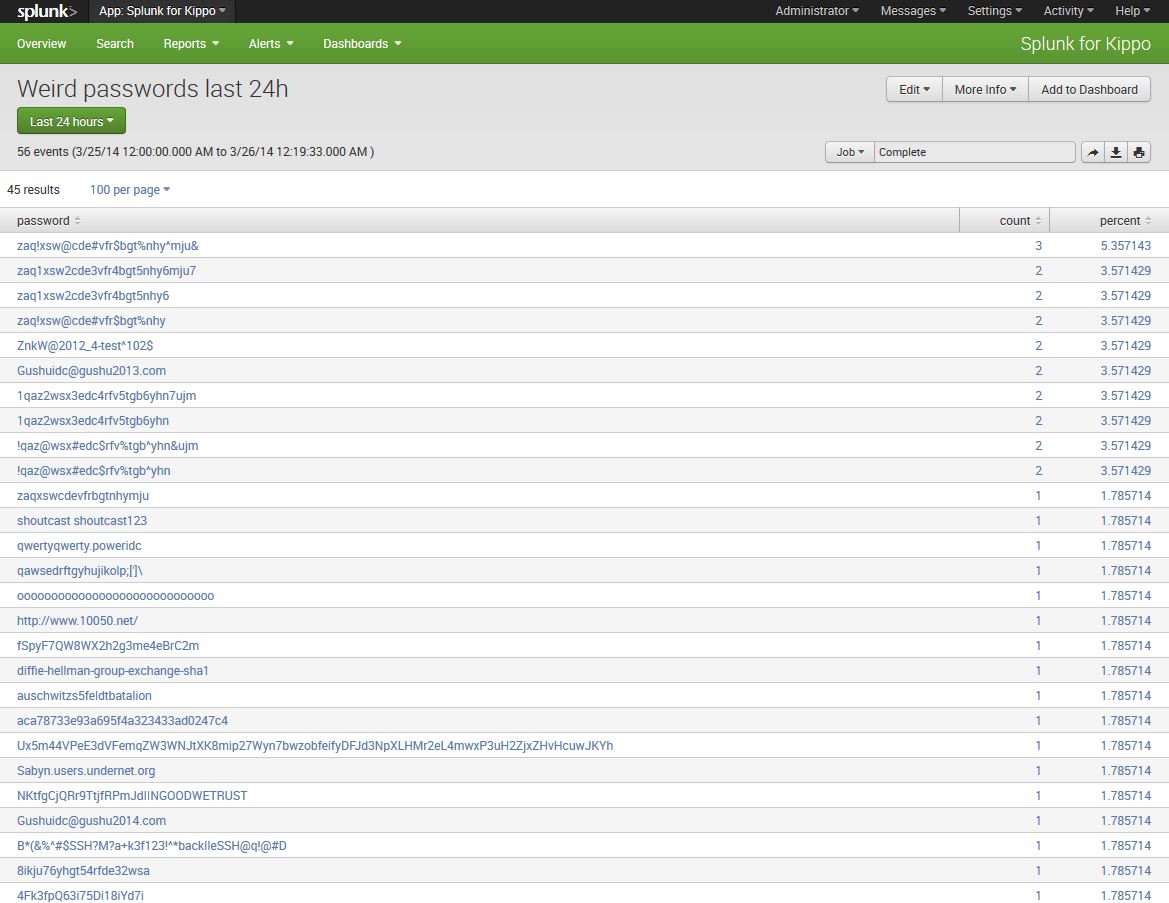 splunk> App: Splunk for Kippo Administrator Messages Settings Activity Help
Overview Search Reports Alerts Dashboards Splunk for Kippo
Weird passwords last 24h Edit More Info Add to Dashboard
Last 24 hours
56 events (3/25/14 12:00:00.000 AM to 3/26/14 12:19:33.000 AM ) Job Complete
45 results 100 per page
password count percent
zaq!xsw@cde#vfr$bgt%nhy^mju& 3 5.357143
zaq1xsw2cde3vfr4bgt5nhy6mju7 2 3.571429
zaq1xsw2cde3vfr4bgt5nhy6 2 3.571429
zaq!xsw@cde#vfr$bgt%nhy 2 3.571429
ZnkW@2012_4-test^102$ 2 3.571429
Gushuidc@gushu2013.com 2 3.571429
1qaz2wsx3edc4rfv5tgb6yhn7ujm 2 3.571429
1qaz2wsx3edc4rfv5tgb6yhn 2 3.571429
!qaz@wsx#edc$rfv%tgb^yhn&ujm 2 3.571429
!qaz@wsx#edc$rfv%tgb^yhn 2 3.571429
zaqxswcdevfrbgtnhymju 1 1.785714
shoutcast shoutcast123 1 1.785714
qwertyqwerty.poweridc 1 1.785714
qawsedrftgyhujikolp;[']\ 1 1.785714
ooooooooooooooooooooooooooooo 1 1.785714
http://www.10050.net/ 1 1.785714
fSpyF7QW8WX2h2g3me4eBrC2m 1 1.785714
diffie-hellman-group-exchange-sha1 1 1.785714
auschwitzs5feldtbatalion 1 1.785714
aca78733e93a695f4a323433ad0247c4 1 1.785714
Ux5m44VPeE3dVFemqZW3WNJtXK8mip27Wyn7bwzobfeifyDFJd3NpXLHMr2eL4mwxP3uH2ZjxZHvHcuwJKYh 1 1.785714
Sabyn.users.undernet.org 1 1.785714
NKtfgCjQRr9TtjfRPmJdIINGOODWETRUST 1 1.785714
Gushuidc@gushu2014.com 1 1.785714
B*(&%^#$SSH?M?a+k3f123!^*backIleSSH@q!@#D 1 1.785714
8ikju76yhgt54rfde32wsa 1 1.785714
4Fk3fpQ63i75Di18iYd7i 1 1.785714